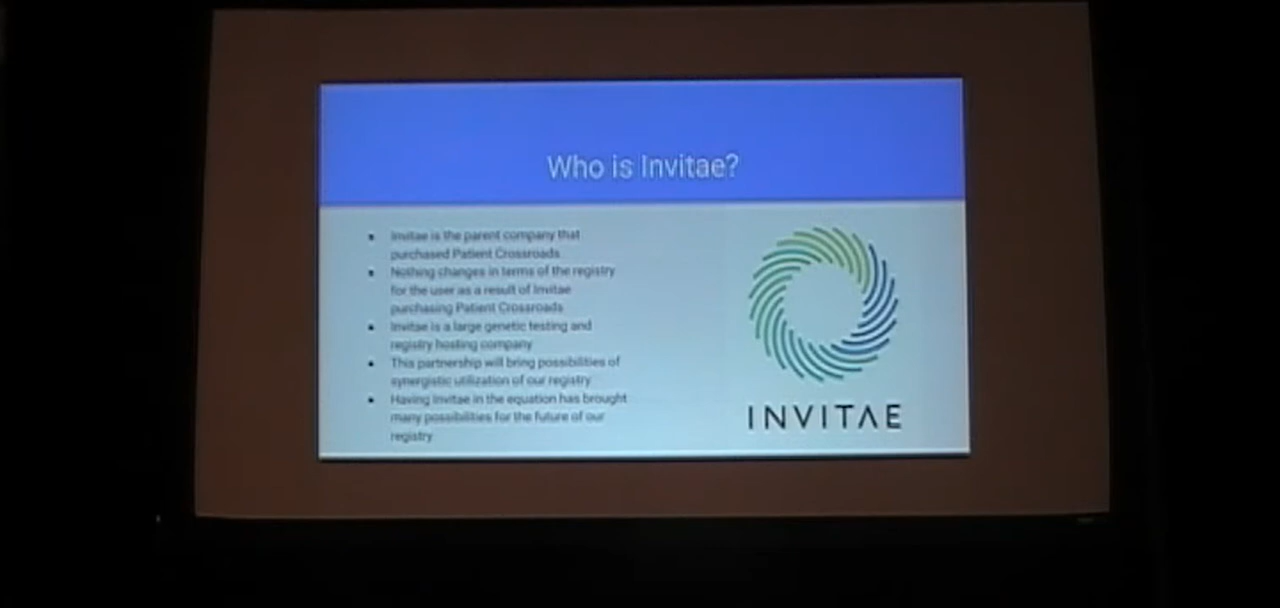 Who is Invitae?
• Invitae is the parent company that
purchased Patient Crossroads
• Nothing changes in terms of the registry
for the user as a result of Invitae
purchasing Patient Crossroads
• Invitae is a large genetic testing and
registry hosting company
• This partnership will bring possibilities of
synergistic utilization of our registry
• Having Invitae in the equation has brought
many possibilities for the future of our
registry
INVITAE